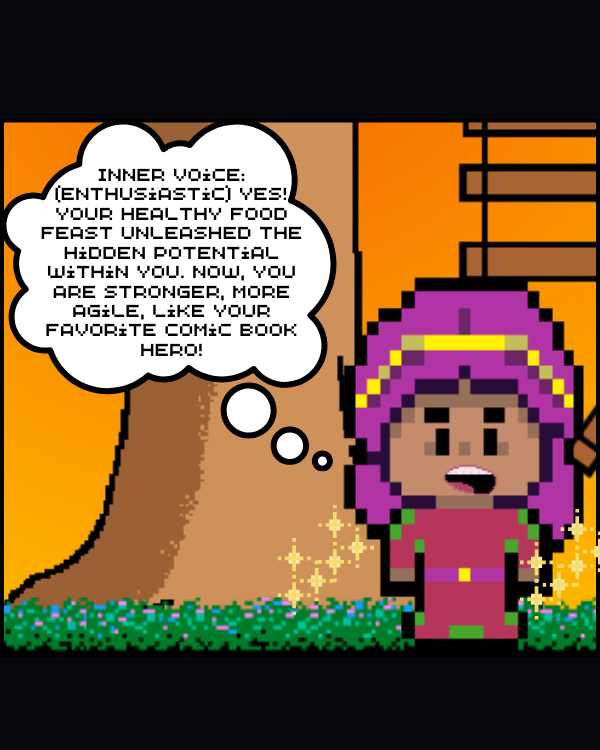 INNER VOICE:
(ENTHUSIASTIC) YES!
YOUR HEALTHY FOOD
FEAST UNLEASHED THE
HIDDEN POTENTIAL
WITHIN YOU. NOW, YOU
ARE STRONGER, MORE
AGILE, LIKE YOUR
FAVORITE COMIC BOOK
HERO!